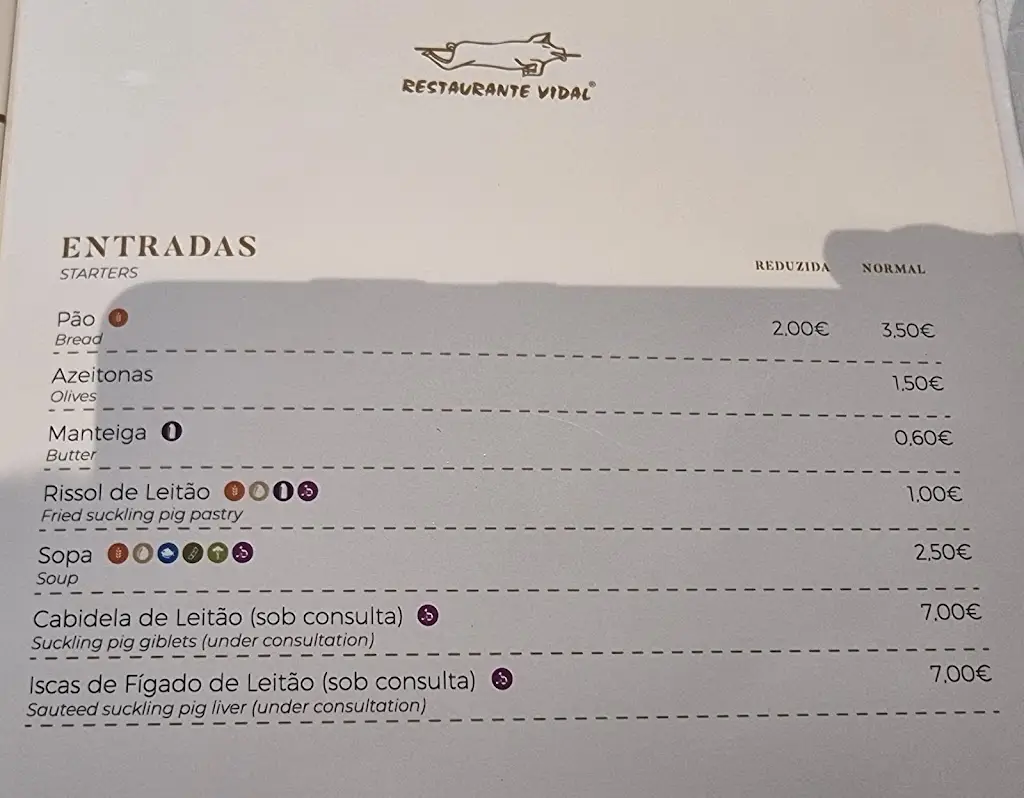 RESTAURANTE VIDAL®
ENTRADAS
STARTERS
REDUZIDA NORMAL
Pão 2,00€ 3,50€
Bread
Azeitonas 1,50€
Olives
Manteiga 0,60€
Butter
Rissol de Leitão 1,00€
Fried suckling pig pastry
Sopa 2,50€
Soup
Cabidela de Leitão (sob consulta) 7,00€
Suckling pig giblets (under consultation)
Iscas de Fígado de Leitão (sob consulta) 7,00€
Sauteed suckling pig liver (under consultation)